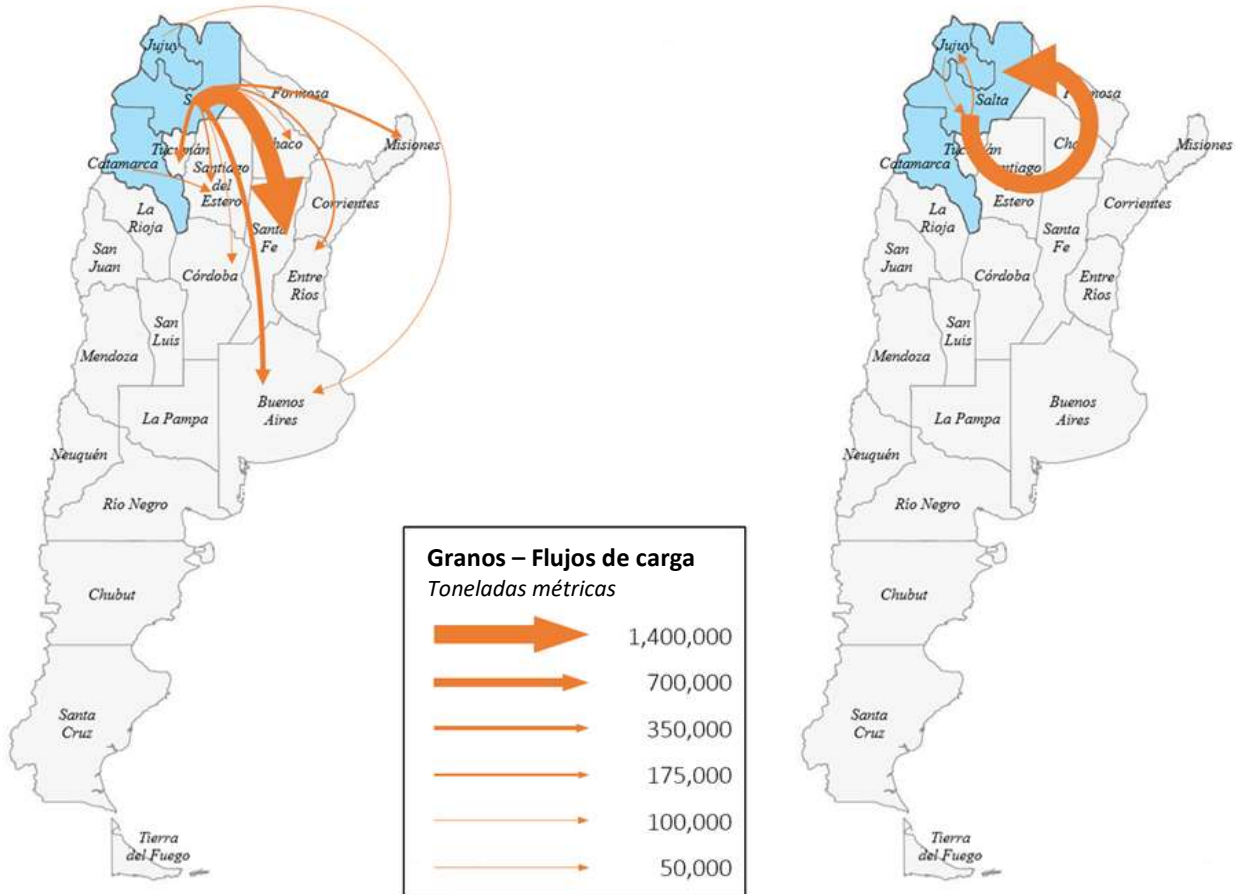 Jujuy
S
Formosa
Chaco
Misiones
Tucumán
Catamarca
Santiago
del
Estero
Corrientes
La
Rioja
Santa
Fe
San
Juan
Córdoba
Entre
Ríos
San
Luis
Mendoza
Buenos
Aires
La Pampa
Neuquén
Río Negro
Chubut
Santa
Cruz
Tierra
del Fuego
Granos – Flujos de carga
Toneladas métricas
1,400,000
700,000
350,000
175,000
100,000
50,000
Jujuy
Salta
Formosa
Cha
Misiones
Tucumán
Catamarca
Santiago
Estero
Corrientes
La
Rioja
Santa
Fe
San
Juan
Córdoba
Entre
Ríos
San
Luis
Mendoza
Buenos
Aires
La Pampa
Neuquén
Río Negro
Chubut
Santa
Cruz
Tierra
del Fuego